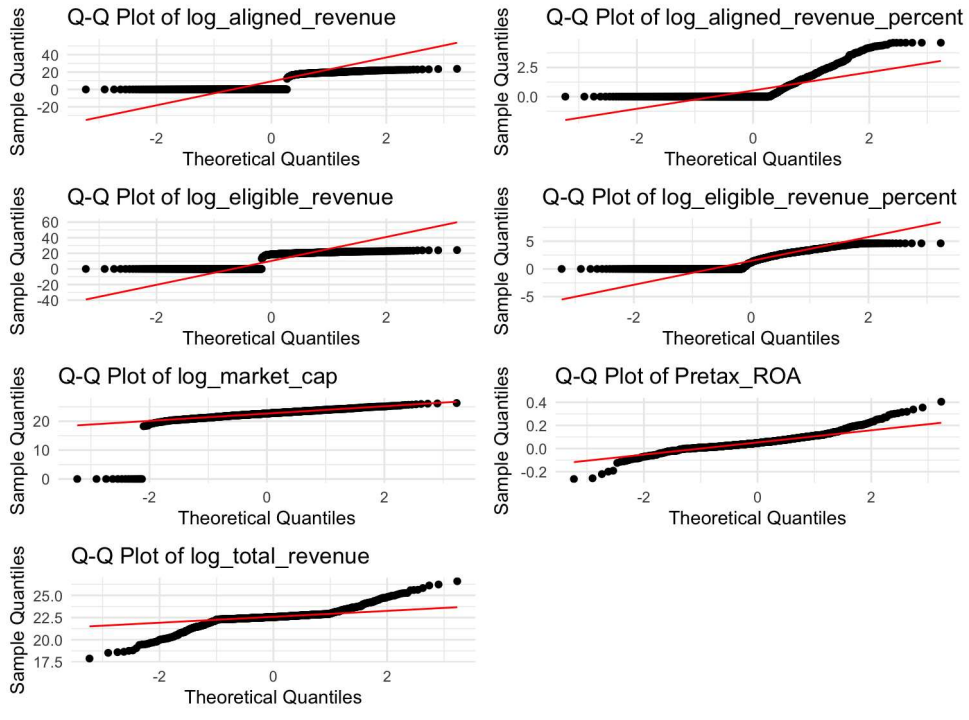 Q-Q Plot of log_aligned_revenue
Sample Quantiles
40
20
0
20
-2
0
2
Theoretical Quantiles
Q-Q Plot of log_aligned_revenue_percent
Sample Quantiles
2.5
0.0
-2
0
2
Theoretical Quantiles
Q-Q Plot of log_eligible_revenue
Sample Quantiles
60
40
20
0
-20
-40
-2
0
2
Theoretical Quantiles
Q-Q Plot of log_eligible_revenue_percent
Sample Quantiles
5
0
-5
-2
0
2
Theoretical Quantiles
Q-Q Plot of log_market_cap
Sample Quantiles
20
10
0
-2
0
2
Theoretical Quantiles
Q-Q Plot of Pretax_ROA
Sample Quantiles
0.4
0.2
0.0
-0.2
-2
0
2
Theoretical Quantiles
Q-Q Plot of log_total_revenue
Sample Quantiles
25.0
22.5
20.0
17.5
-2
0
2
Theoretical Quantiles